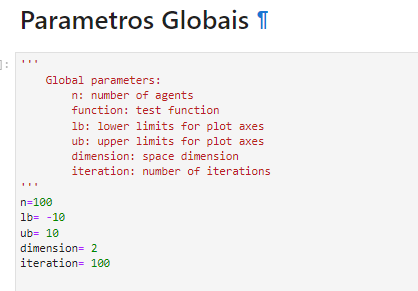 Parametros Globais ¶
]: '''
Global parameters:
n: number of agents
function: test function
lb: lower limits for plot axes
ub: upper limits for plot axes
dimension: space dimension
iteration: number of iterations
'''
n=100
lb= -10
ub= 10
dimension= 2
iteration= 100